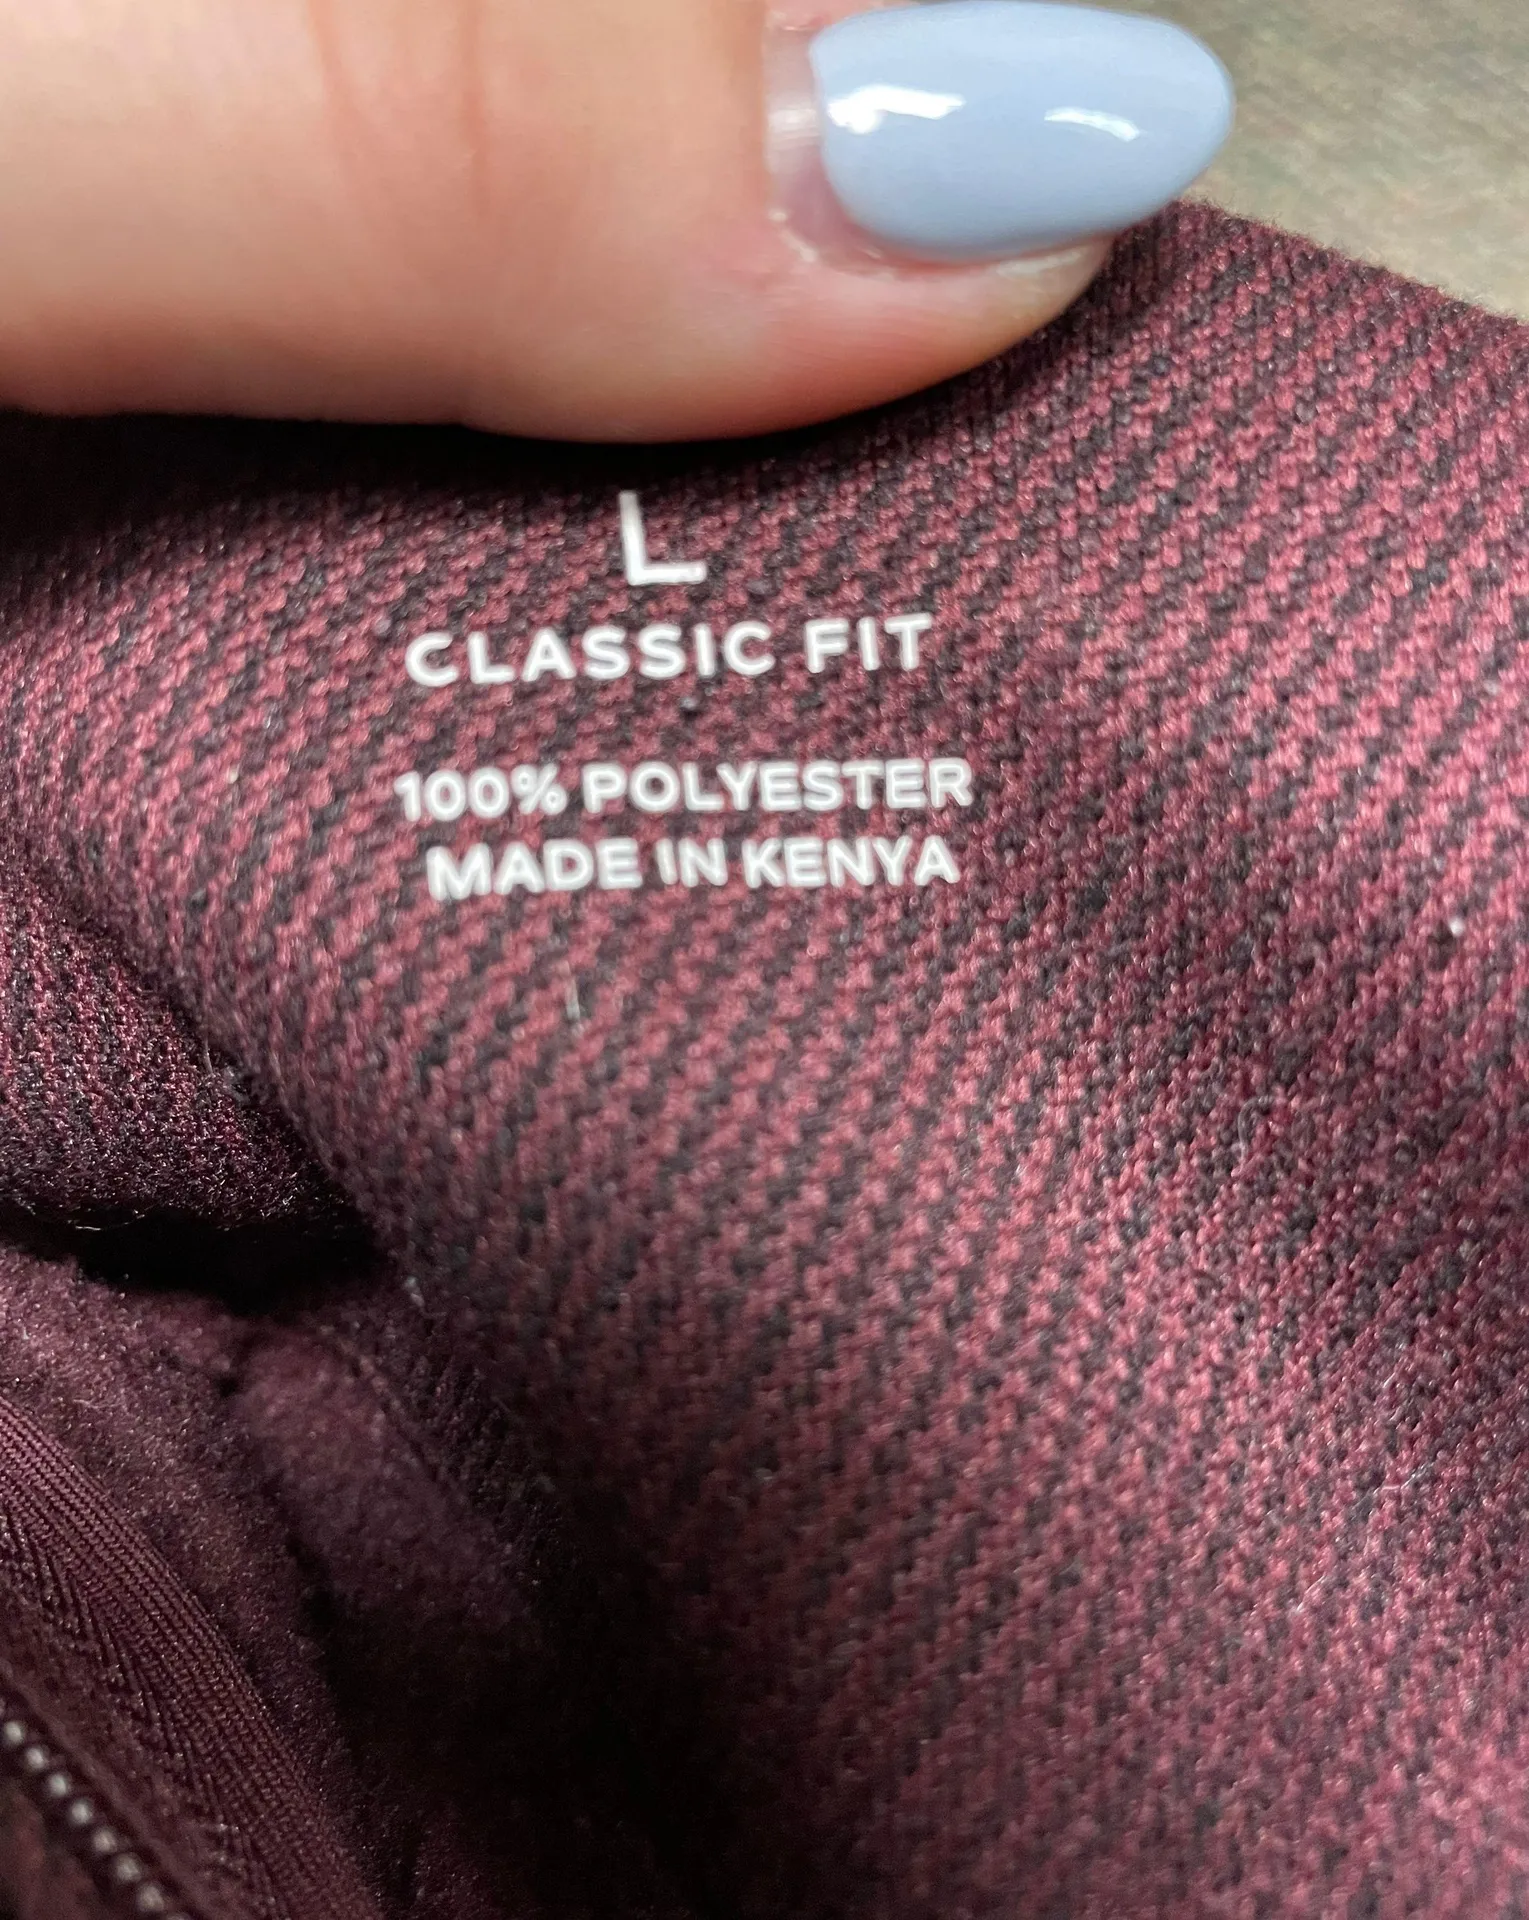 L
CLASSIC FIT
100% POLYESTER
MADE IN KENYA